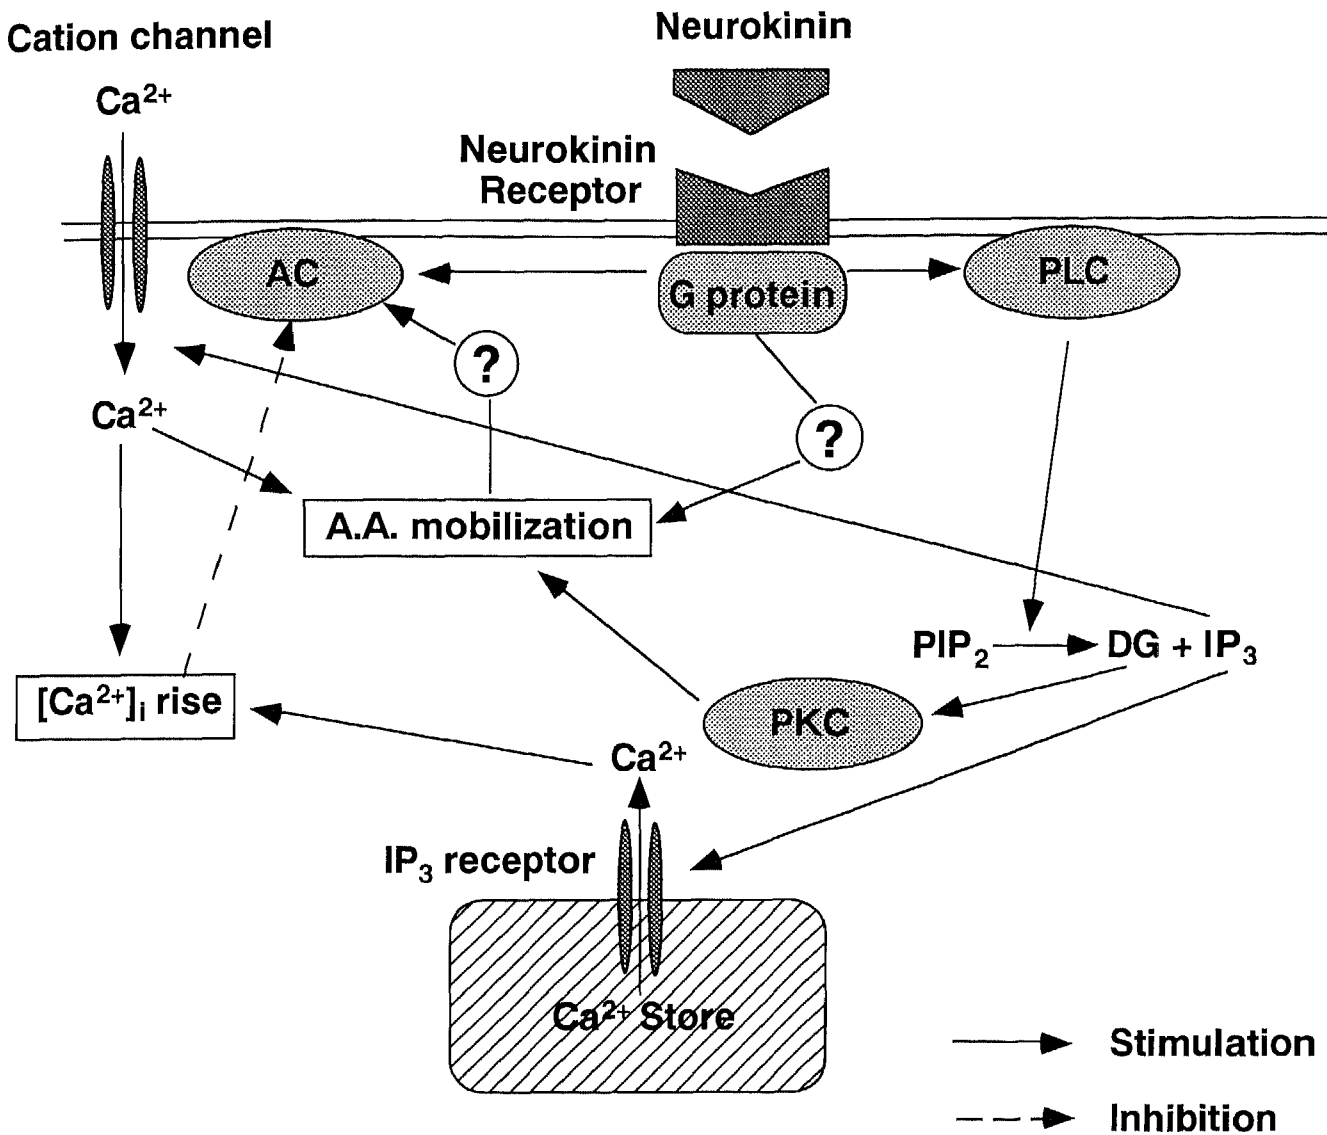 Cation channel
Neurokinin
Ca2+
Neurokinin
Receptor
AC
G protein
PLC
?
Ca2+
?
A.A. mobilization
PIP2
DG + IP3
[Ca2+]i rise
PKC
Ca2+
IP3 receptor
Ca2+ Store
Stimulation
Inhibition